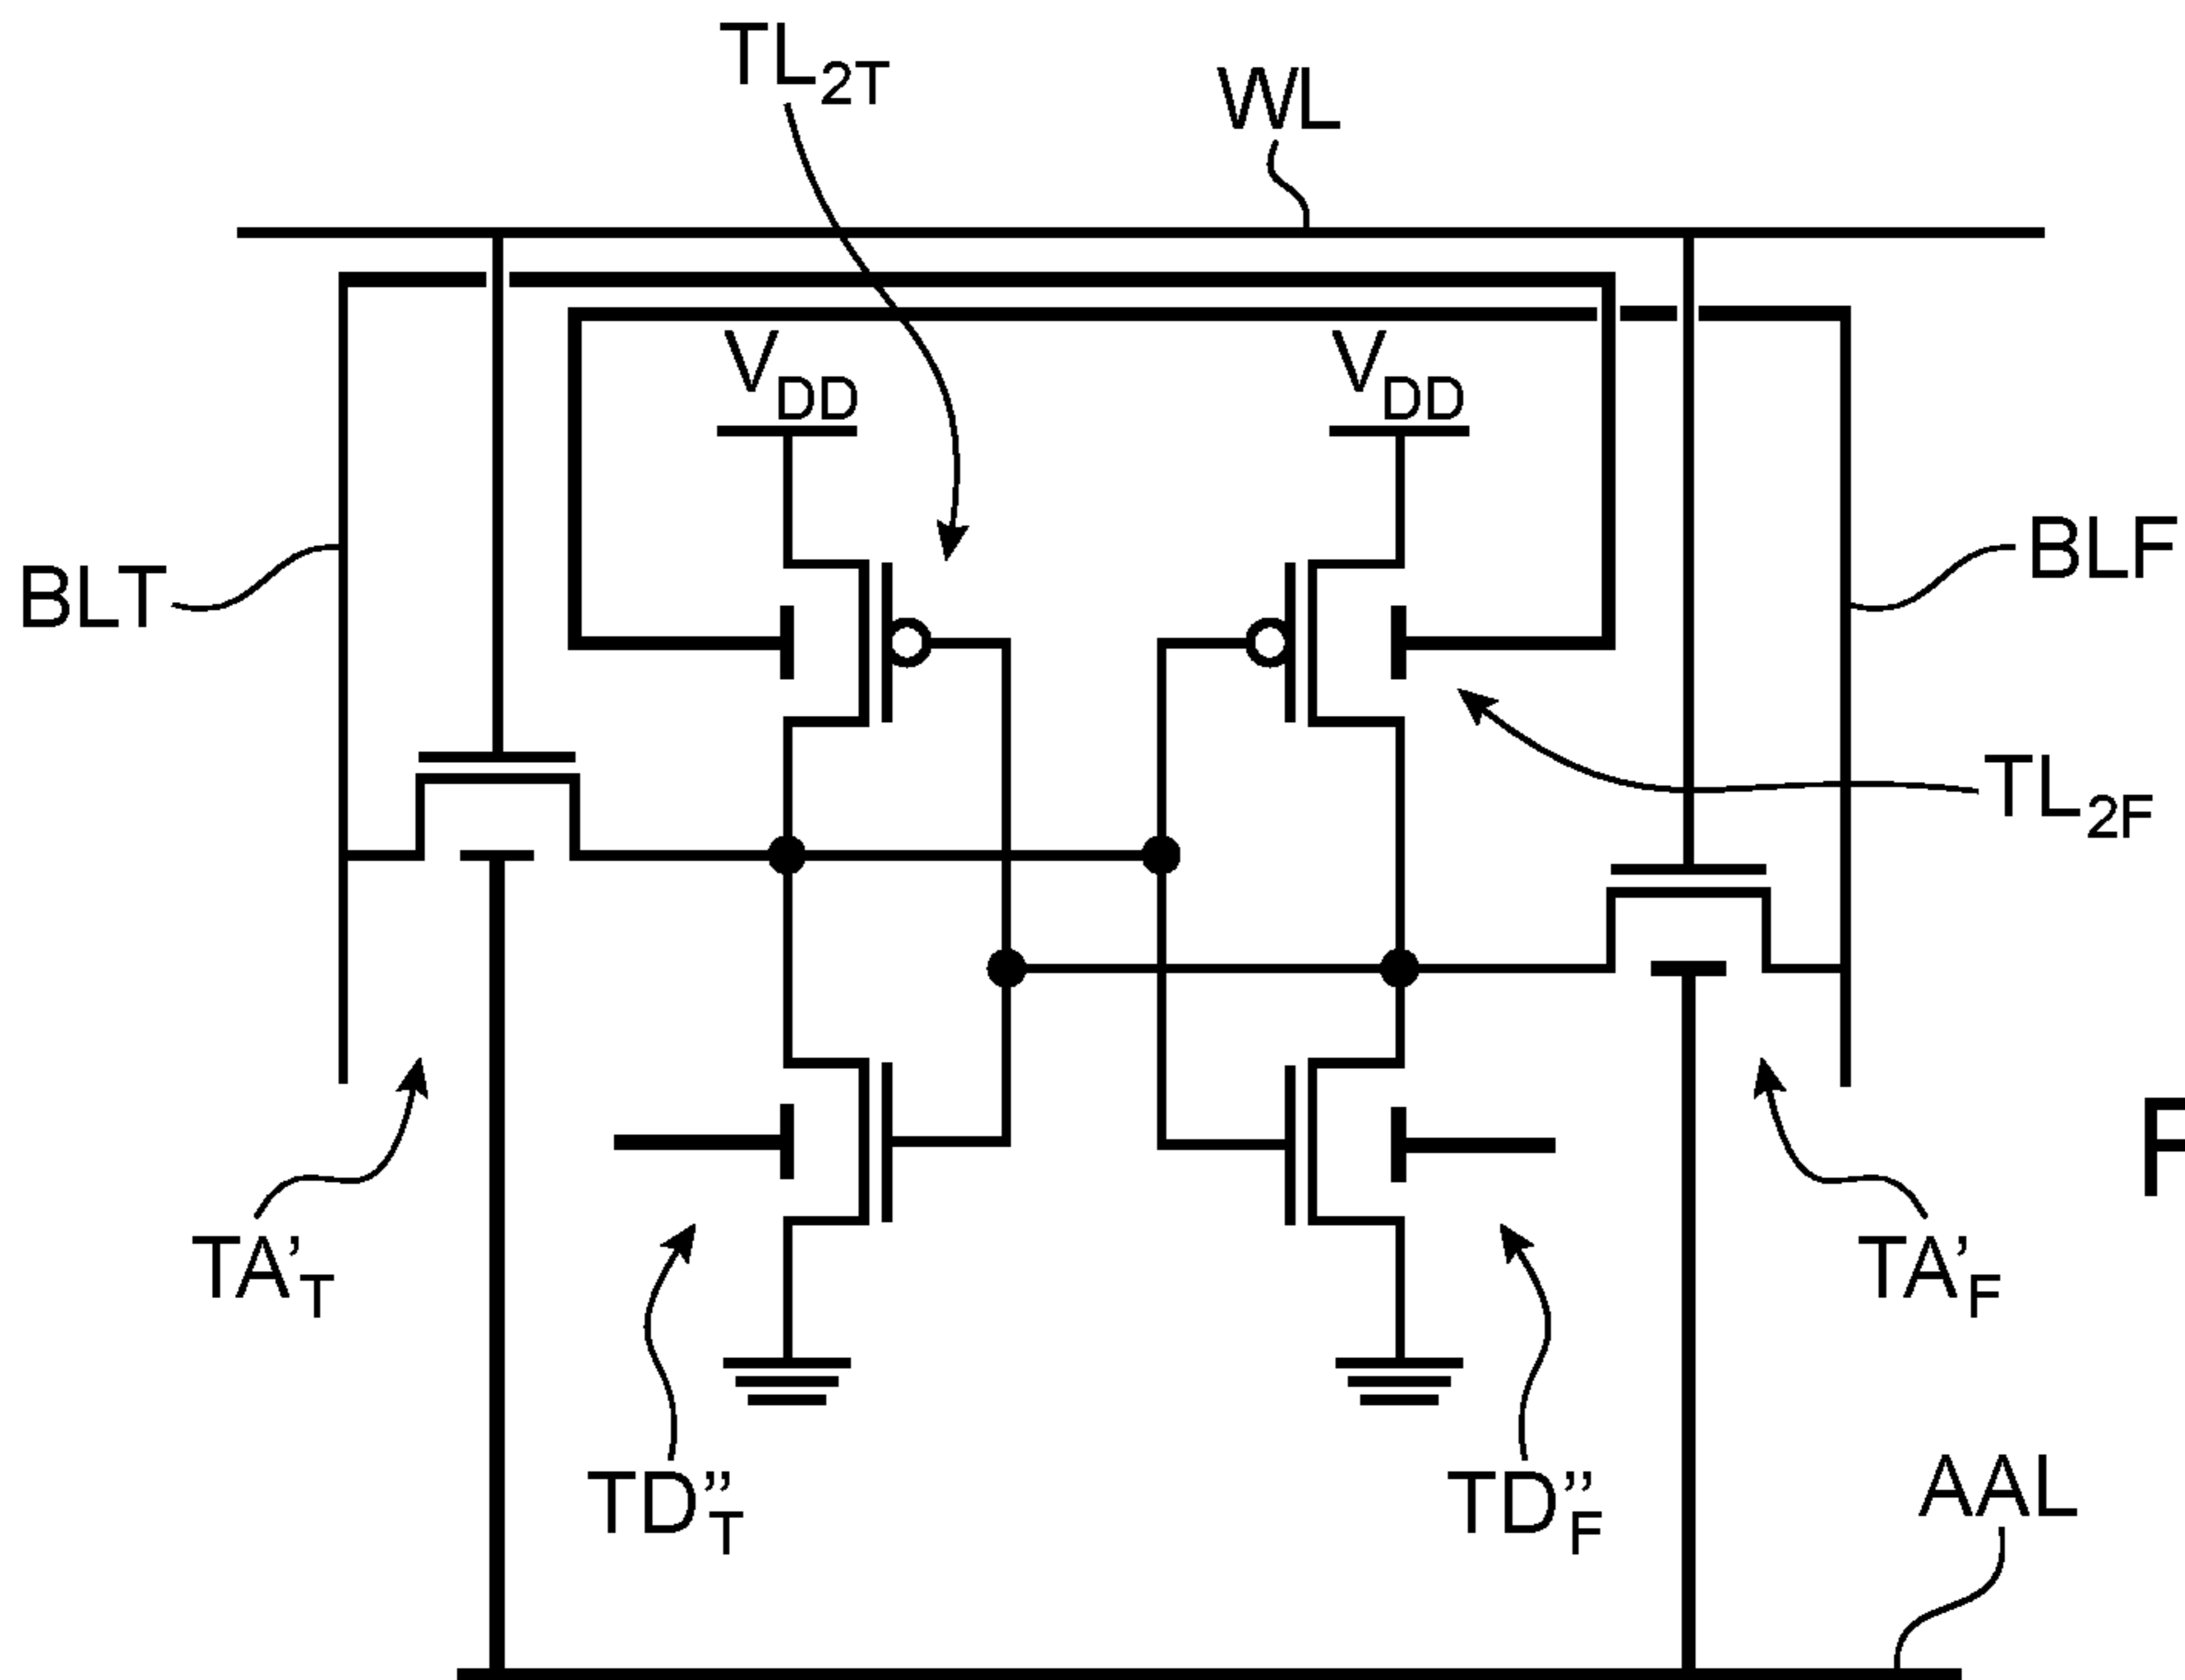 TL2T
WL
VDD
VDD
BLT
BLF
TL2F
TA'T
TA'F
TD"T
TD"F
AAL